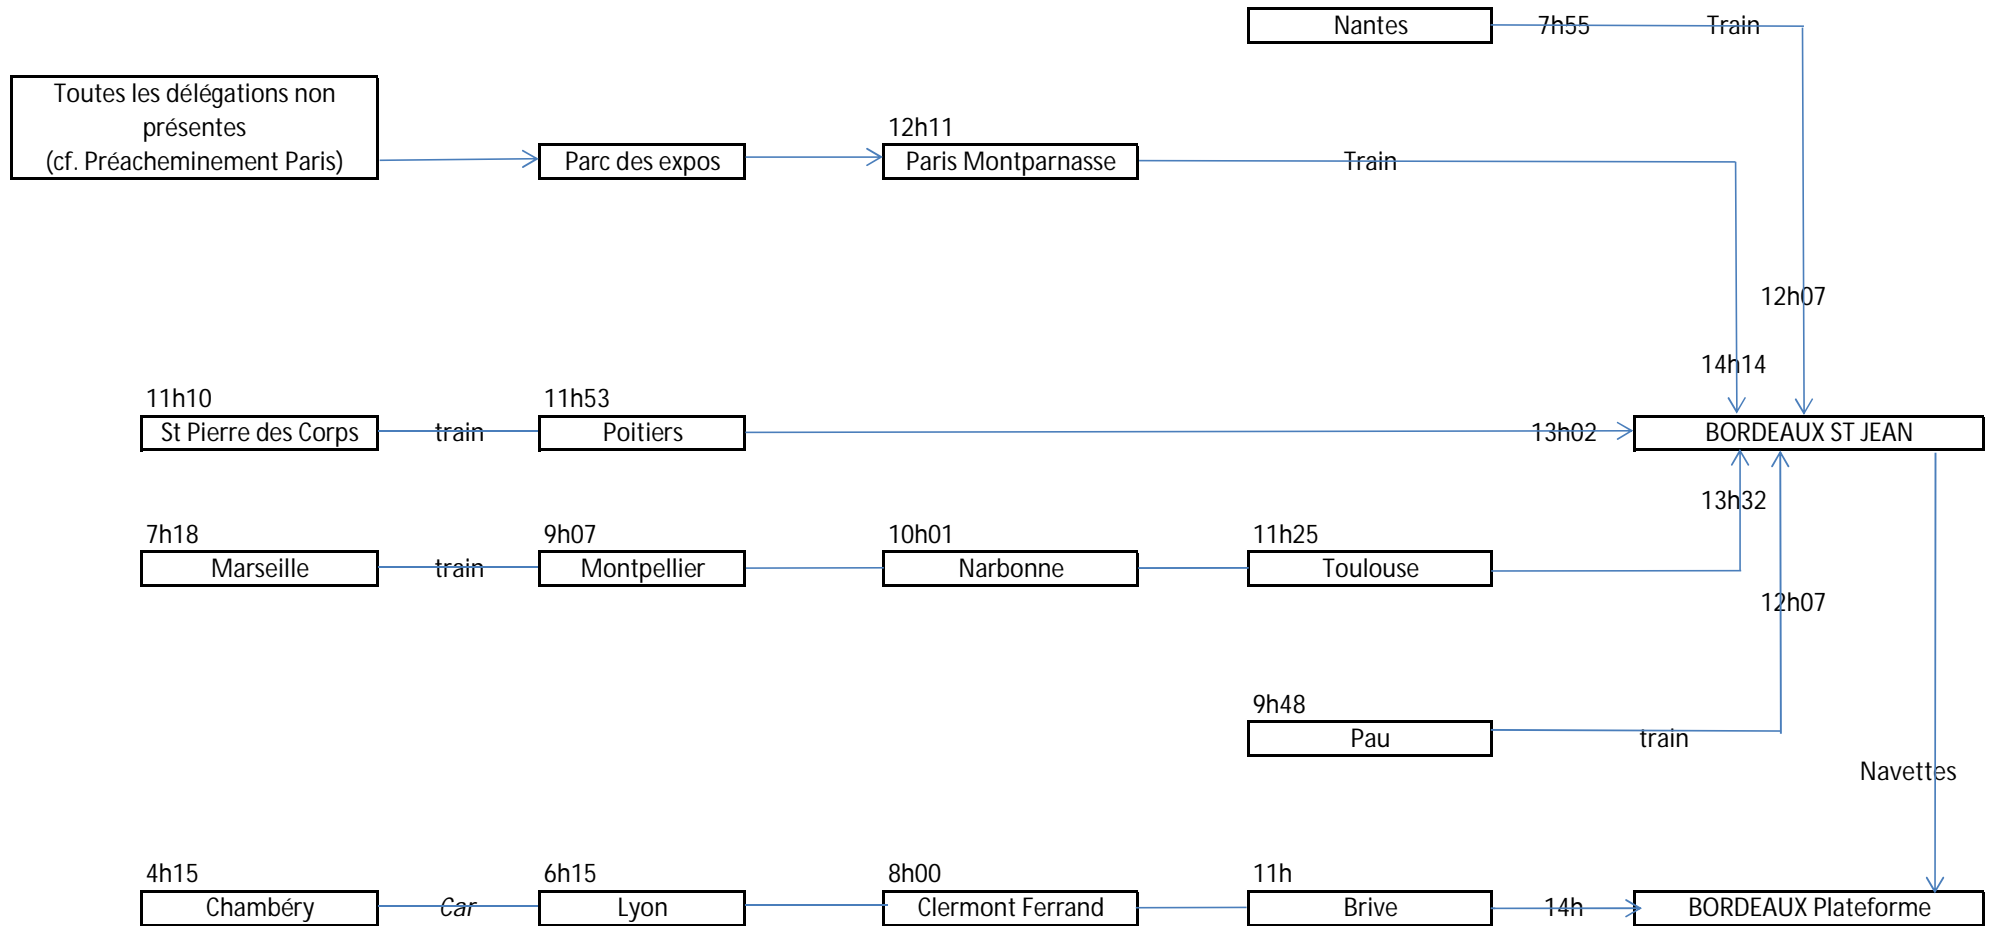 Nantes 7h55 Train
Toutes les délégations non
présentes
(cf. Préacheminement Paris)
12h11
Parc des expos Paris Montparnasse Train
12h07
14h14
11h10 11h53
St Pierre des Corps train Poitiers 13h02 BORDEAUX ST JEAN
13h32
7h18 9h07 10h01 11h25
Marseille train Montpellier Narbonne Toulouse
12h07
9h48
Pau train
Navettes
4h15 6h15 8h00 11h
Chambéry Car Lyon Clermont Ferrand Brive 14h BORDEAUX Plateforme